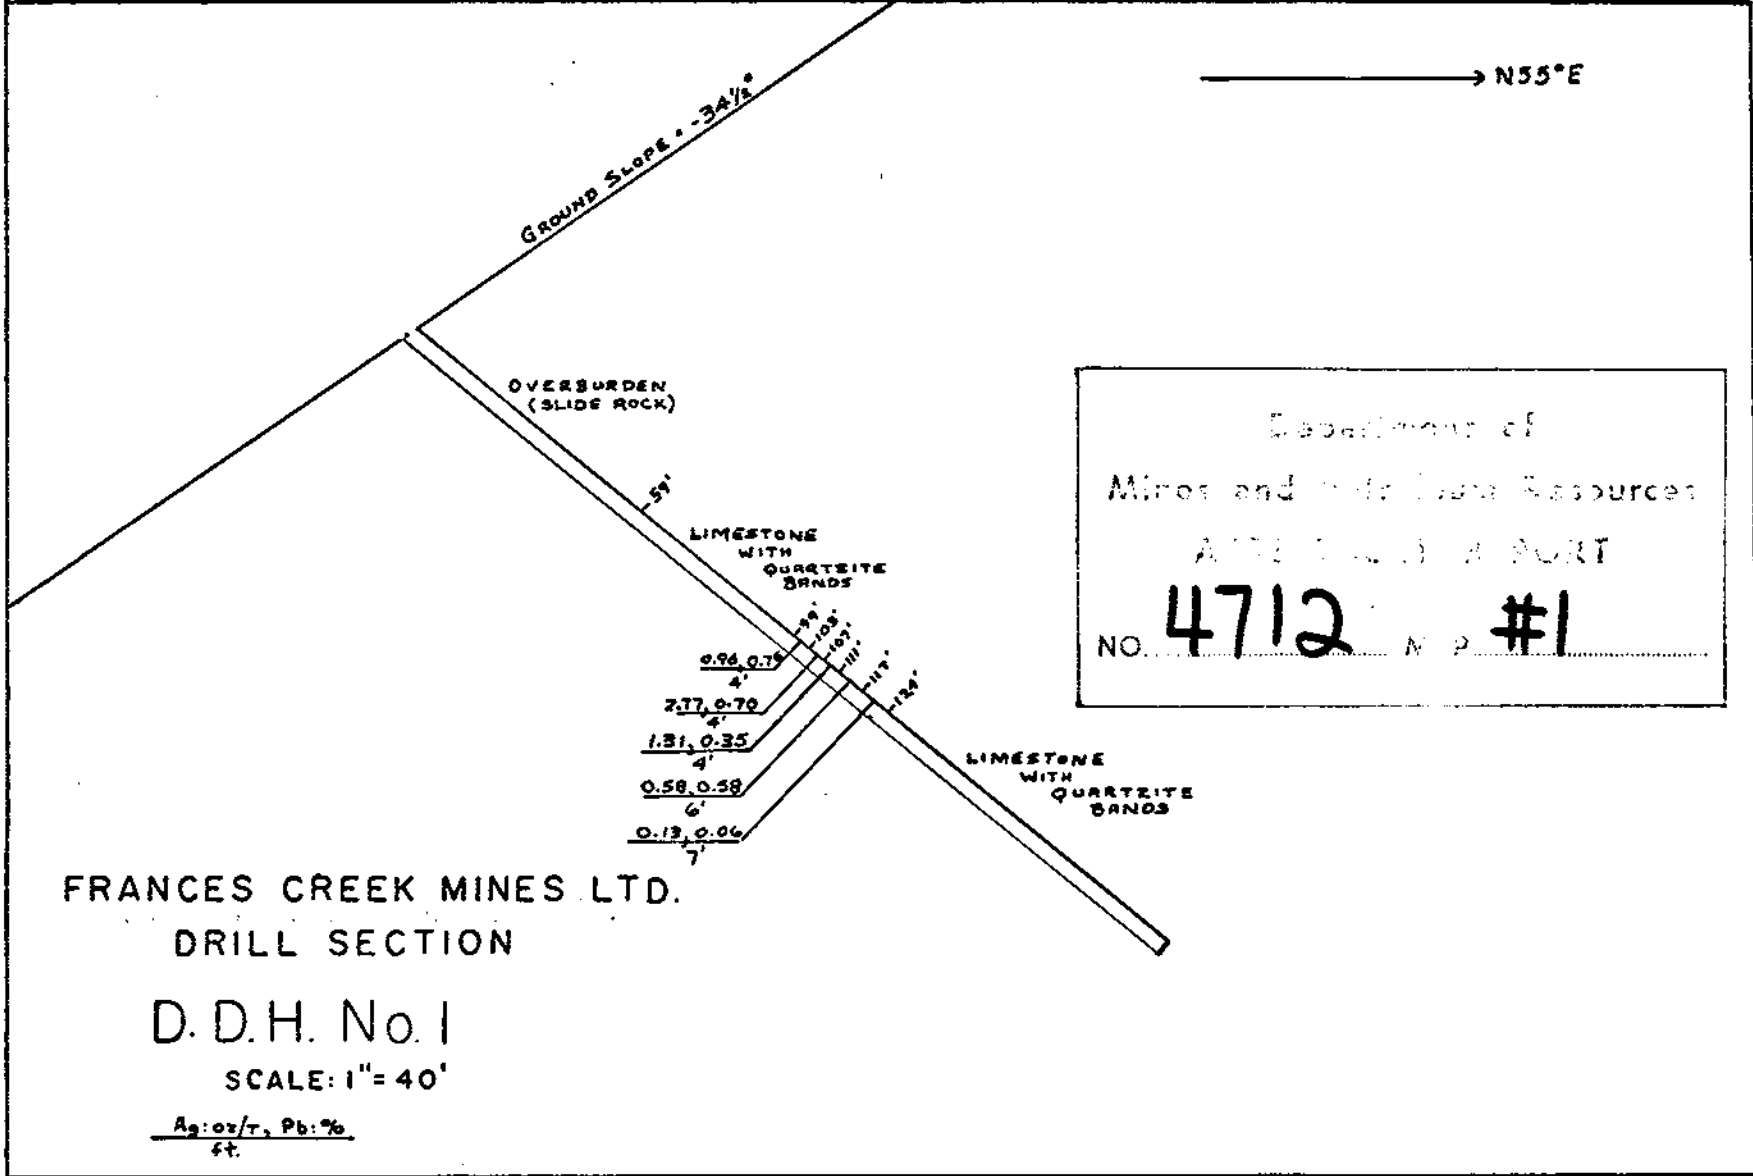 N55°E
GROUND SLOPE = -34½°
OVERBURDEN
(SLIDE ROCK)
59'
LIMESTONE
WITH
QUARTZITE
BANDS
99'
103'
107'
111'
117'
124'
0.96, 0.75
4'
2.77, 0.70
4'
1.31, 0.35
4'
0.58, 0.58
6'
0.13, 0.06
7'
LIMESTONE
WITH
QUARTZITE
BANDS
Department of
Mines and Resources
NO. 4712 #1
FRANCES CREEK MINES LTD.
DRILL SECTION
D.D.H. No. 1
SCALE: 1"= 40'
Ag: oz/T, Pb: %
ft.